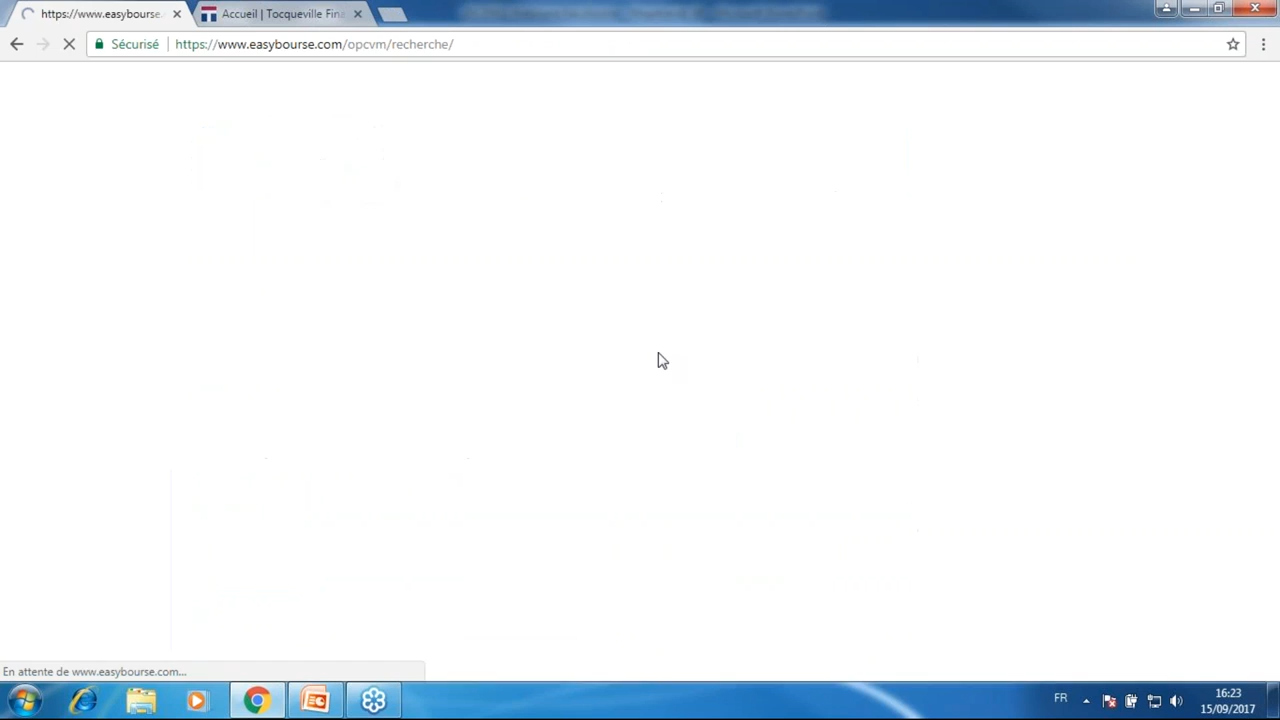 https://www.easybourse.
Accueil | Tocqueville Fina
Sécurisé
https://www.easybourse.com/opcvm/recherche/
En attente de www.easybourse.com...
FR
16:23
15/09/2017